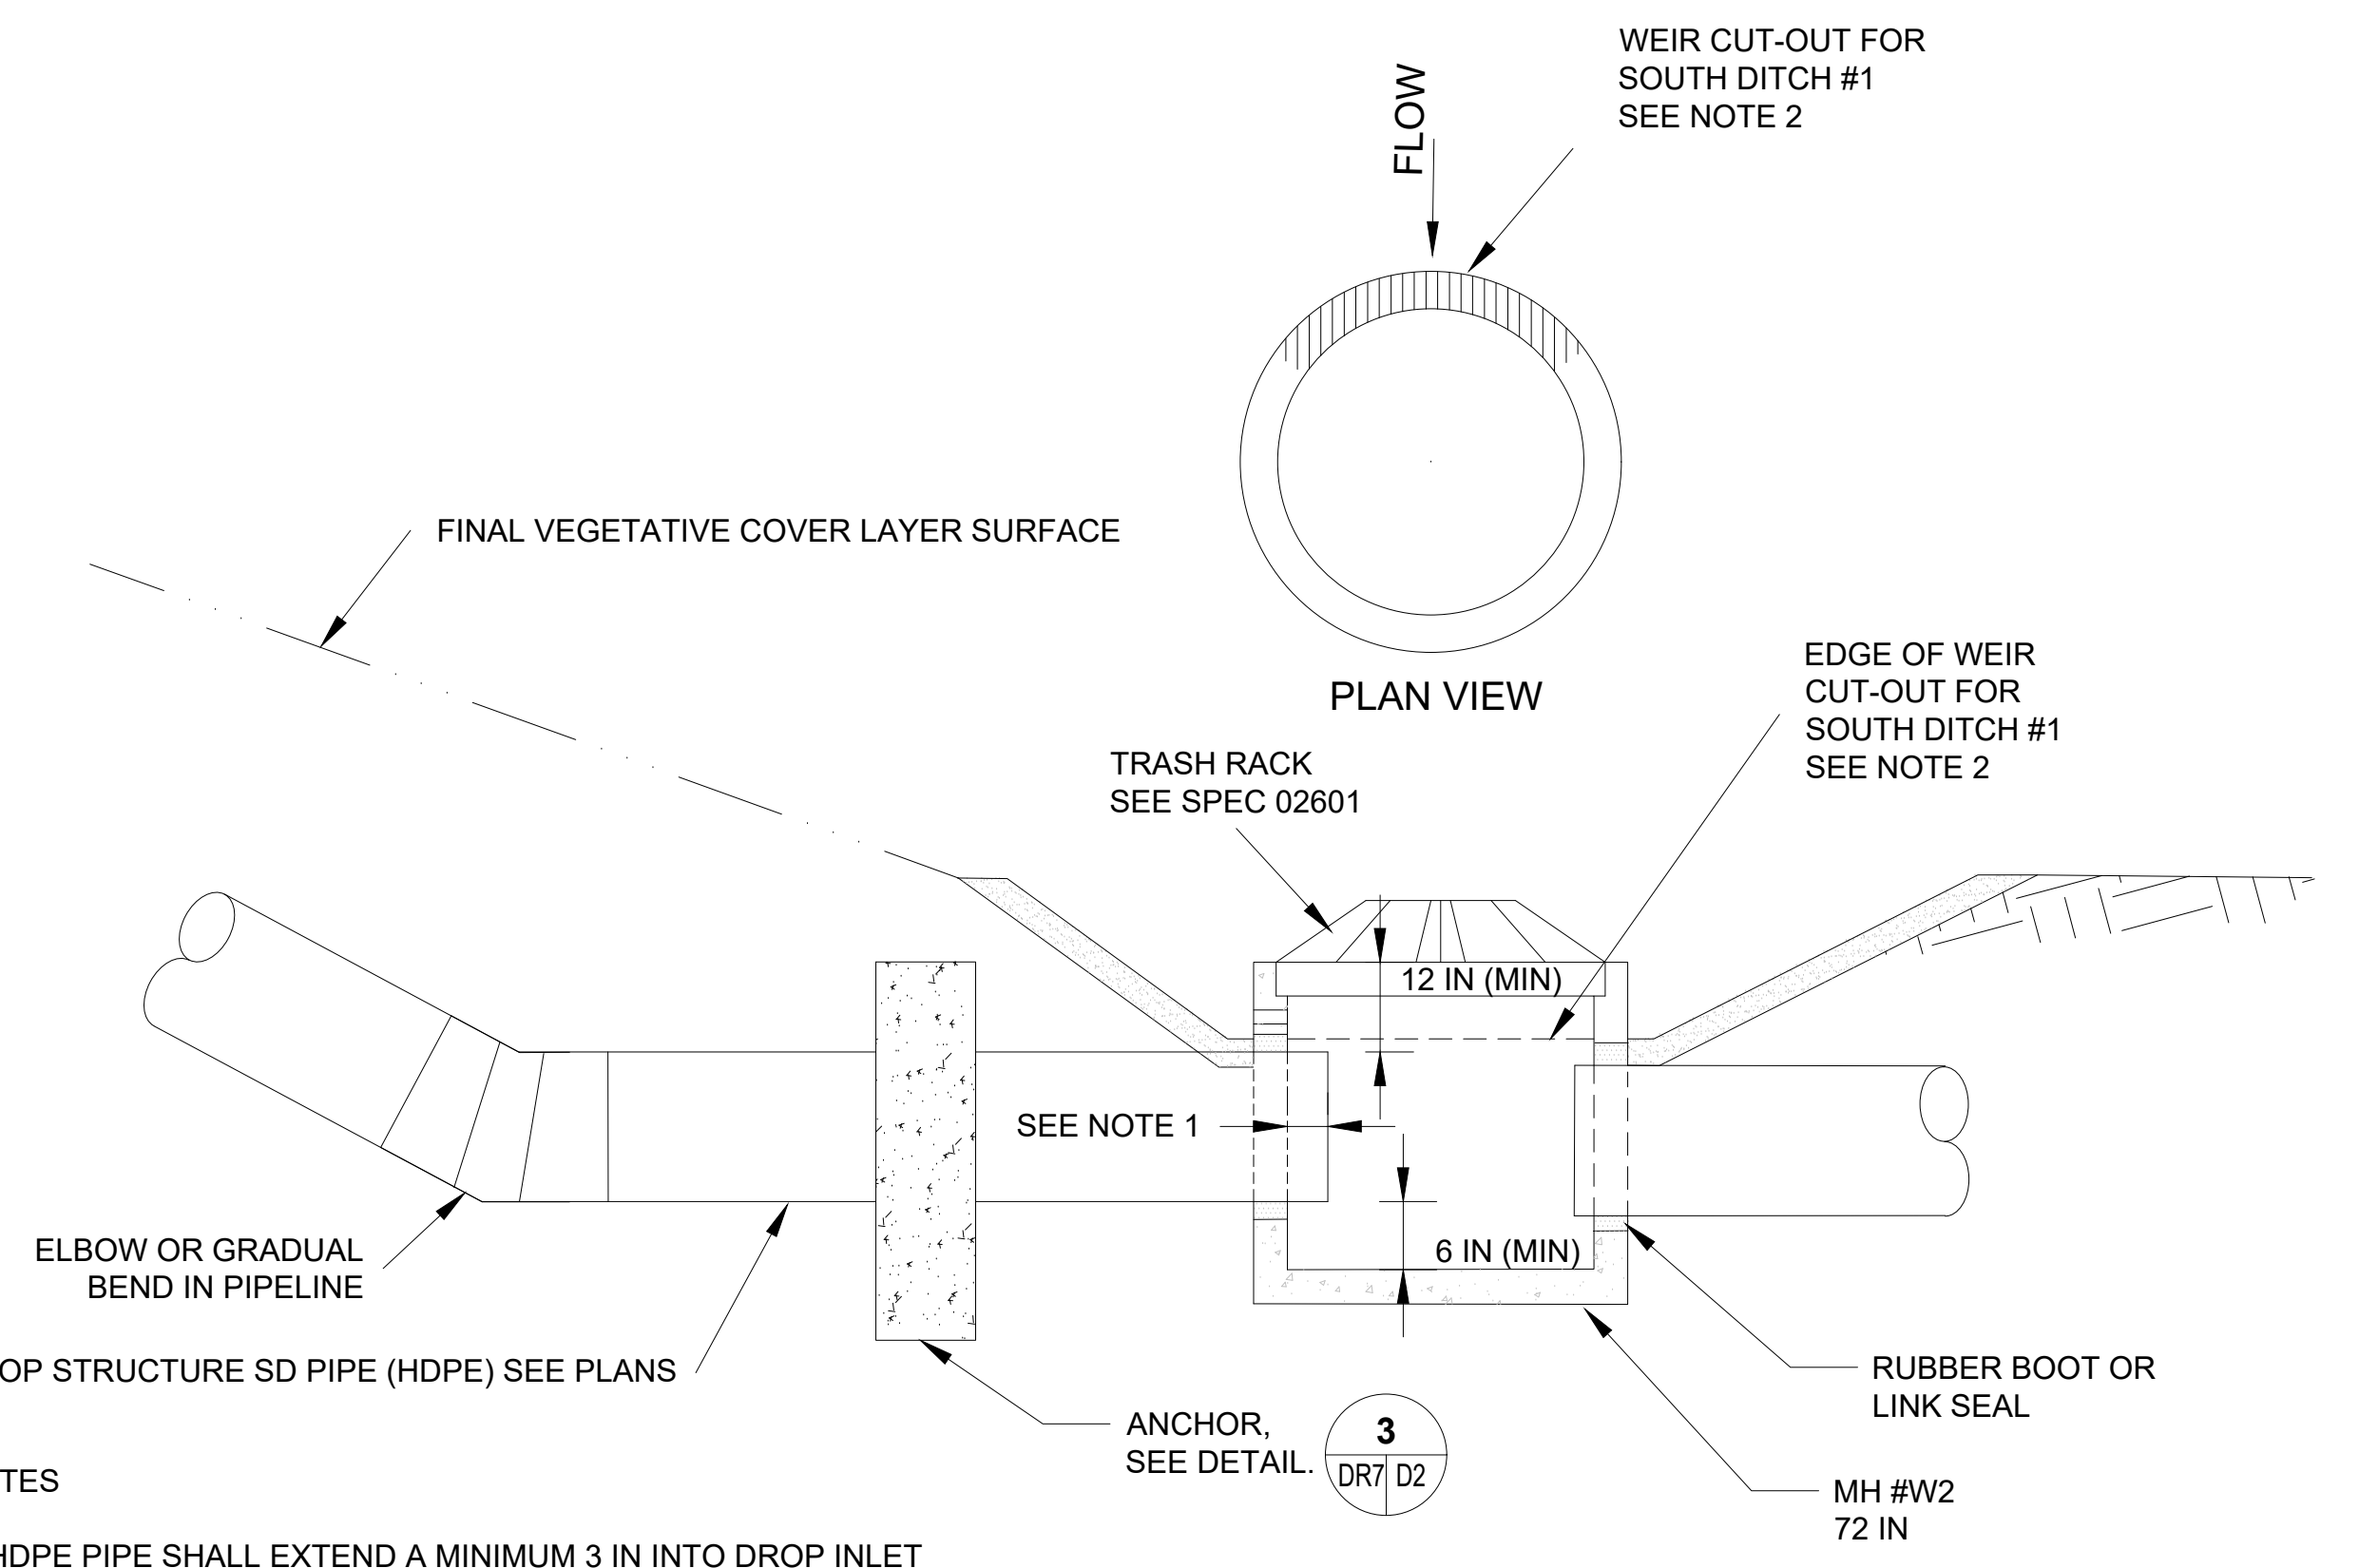 WEIR CUT-OUT FOR
SOUTH DITCH #1
SEE NOTE 2
FLOW
FINAL VEGETATIVE COVER LAYER SURFACE
PLAN VIEW
EDGE OF WEIR
CUT-OUT FOR
SOUTH DITCH #1
SEE NOTE 2
TRASH RACK
SEE SPEC 02601
12 IN (MIN)
SEE NOTE 1
6 IN (MIN)
ELBOW OR GRADUAL
BEND IN PIPELINE
OP STRUCTURE SD PIPE (HDPE) SEE PLANS
RUBBER BOOT OR
LINK SEAL
ANCHOR,
SEE DETAIL.
3
DR7 D2
MH #W2
72 IN
TES
HDPE PIPE SHALL EXTEND A MINIMUM 3 IN INTO DROP INLET